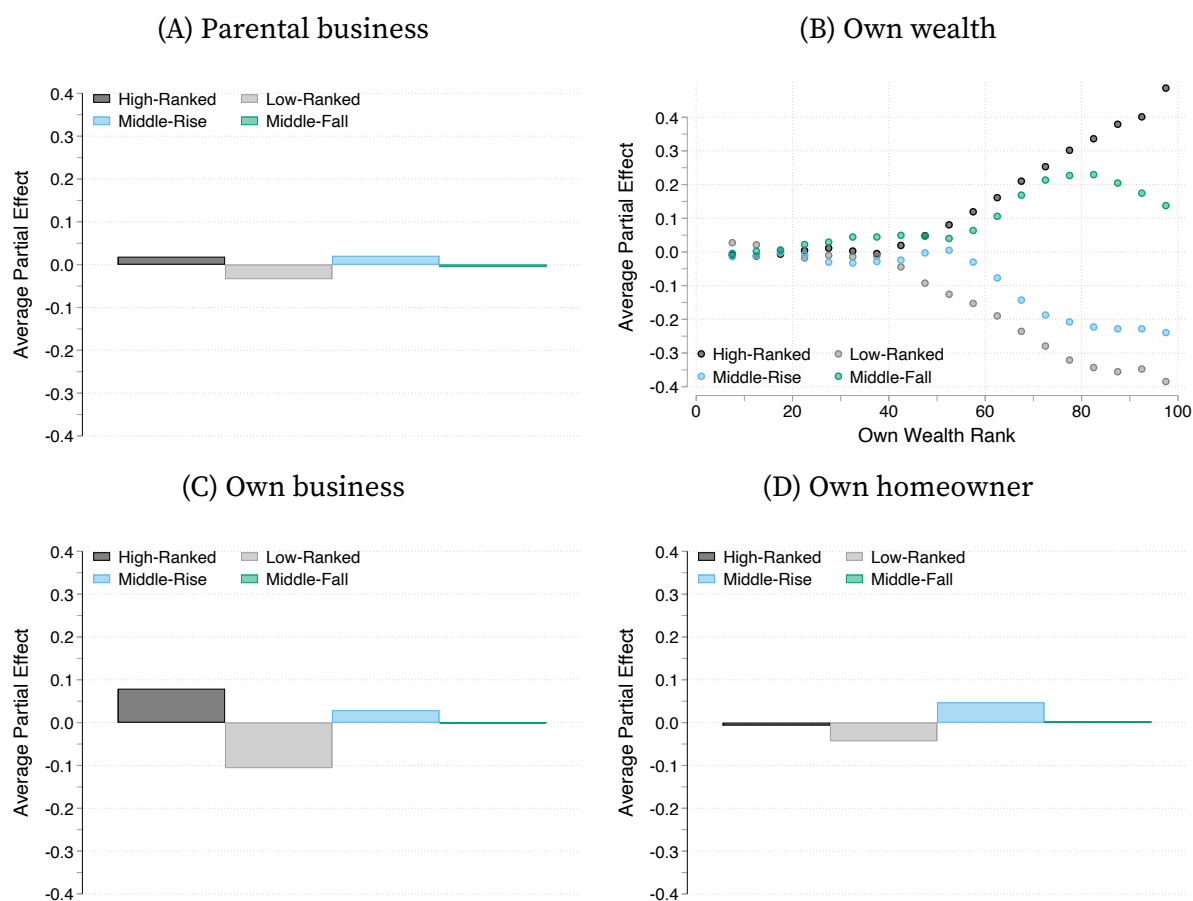 (A) Parental business
Average Partial Effect
0.4
0.3
0.2
0.1
0.0
-0.1
-0.2
-0.3
-0.4
High-Ranked Low-Ranked
Middle-Rise Middle-Fall
(B) Own wealth
Average Partial Effect
0.4
0.3
0.2
0.1
0.0
-0.1
-0.2
-0.3
-0.4
High-Ranked Low-Ranked
Middle-Rise Middle-Fall
0 20 40 60 80 100
Own Wealth Rank
(C) Own business
Average Partial Effect
0.4
0.3
0.2
0.1
0.0
-0.1
-0.2
-0.3
-0.4
High-Ranked Low-Ranked
Middle-Rise Middle-Fall
(D) Own homeowner
Average Partial Effect
0.4
0.3
0.2
0.1
0.0
-0.1
-0.2
-0.3
-0.4
High-Ranked Low-Ranked
Middle-Rise Middle-Fall